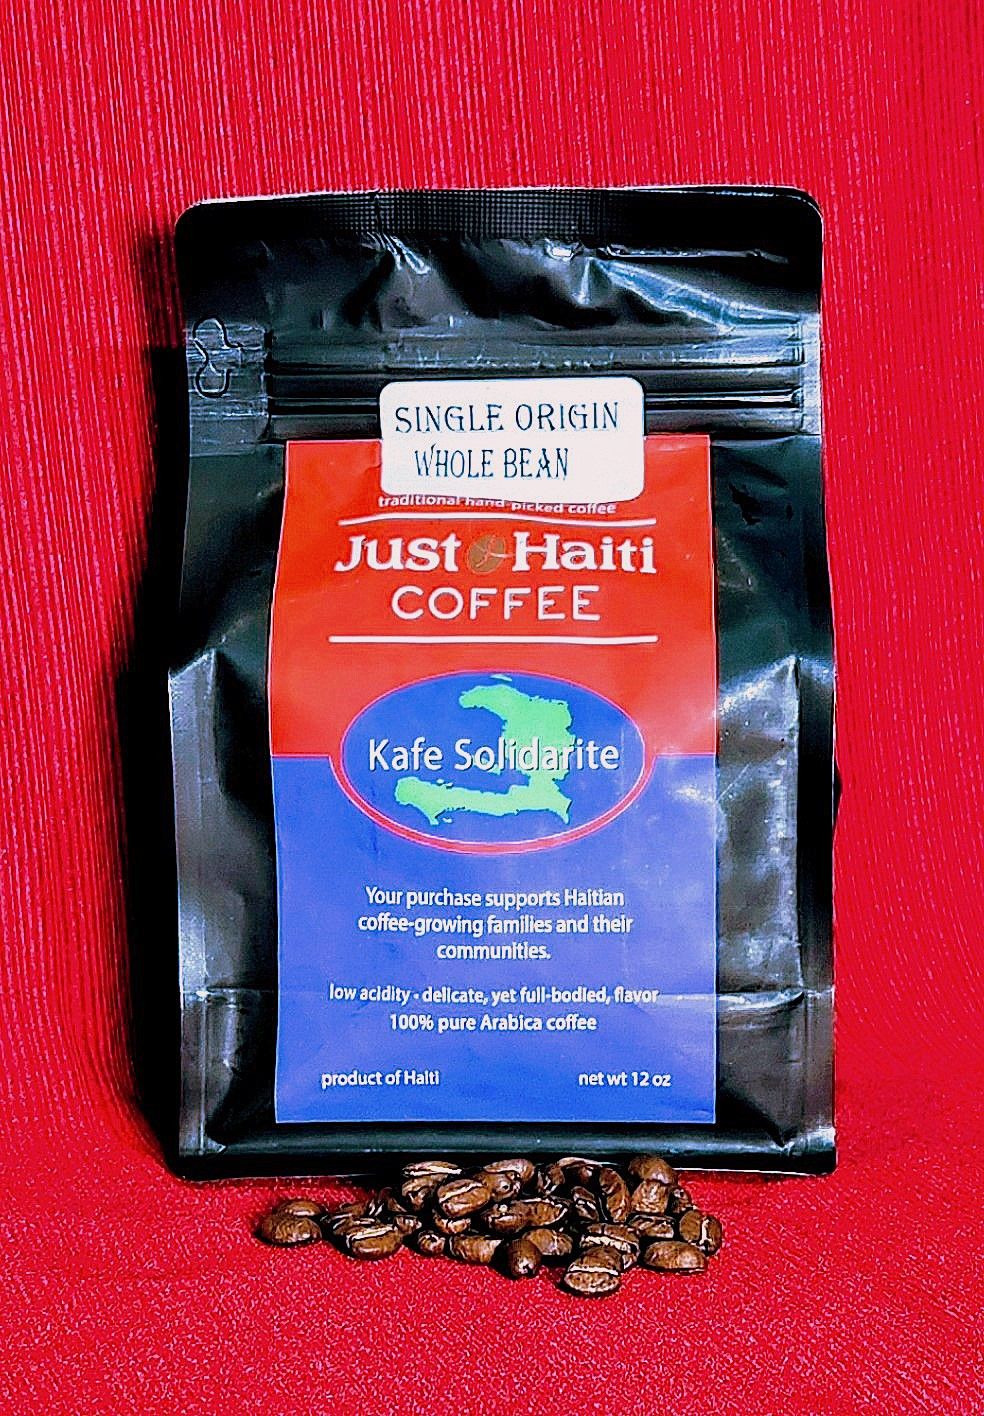 SINGLE ORIGIN
WHOLE BEAN
traditional hand-picked coffee
Just Haiti
COFFEE
Kafe Solidarite
Your purchase supports Haitian
coffee-growing families and their
communities.
low acidity - delicate, yet full-bodied, flavor
100% pure Arabica coffee
product of Haiti net wt 12 oz